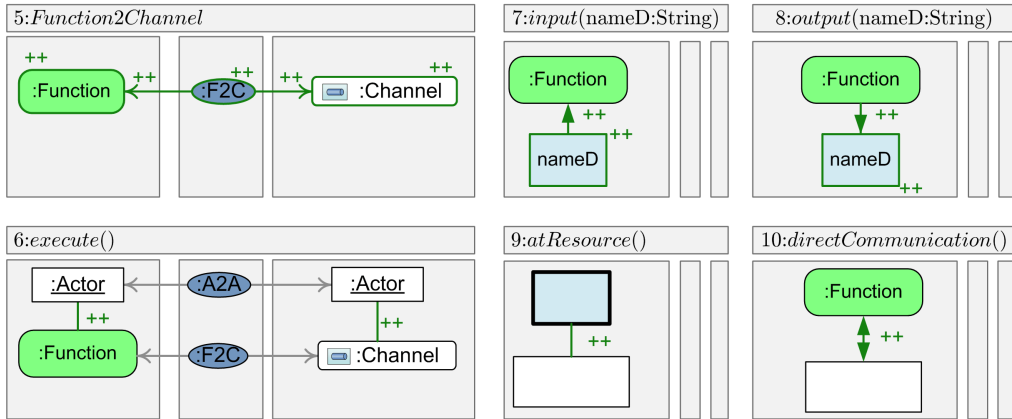 5:Function2Channel
++
++
++
++
++
:Function
:F2C
:Channel
7:input(nameD:String)
:Function
++
++
nameD
8:output(nameD:String)
:Function
++
nameD
++
6:execute()
:Actor
:A2A
:Actor
++
++
:Function
:F2C
:Channel
9:atResource()
++
10:directCommunication()
:Function
++